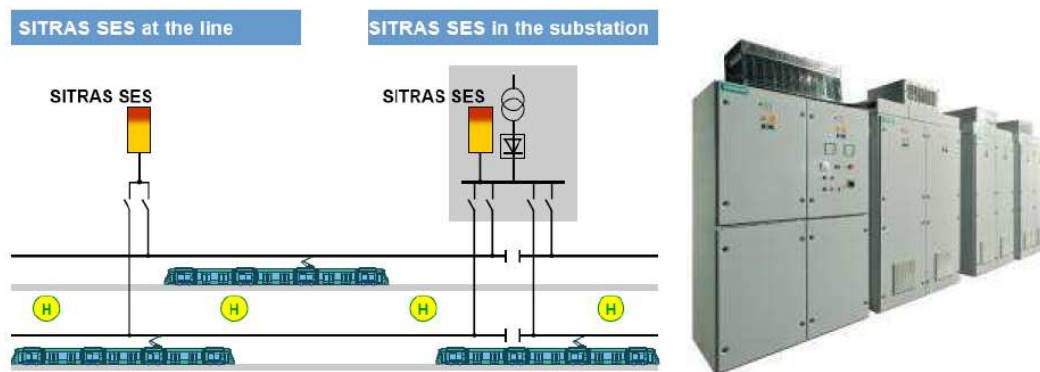 SITRAS SES at the line
SITRAS SES in the substation
SITRAS SES
SITRAS SES
H
H
H
H